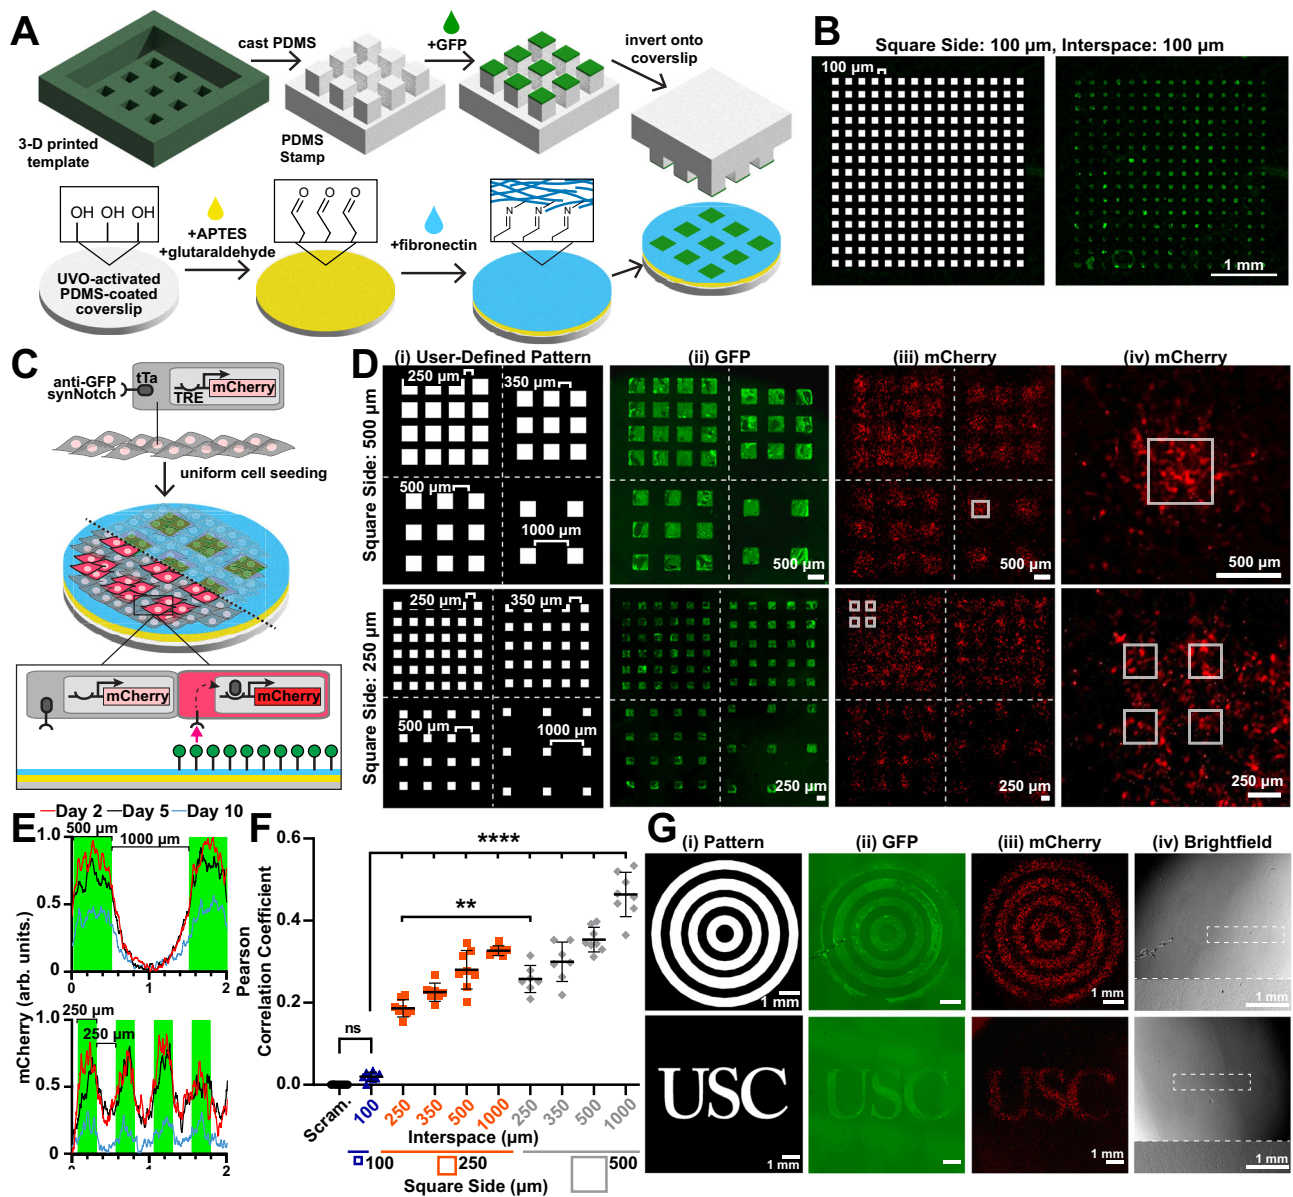 A
cast PDMS
+GFP
invert onto
coverslip
3-D printed
template
PDMS
Stamp
OH OH OH
O O O
N N N
+APTES
+glutaraldehyde
+fibronectin
UVO-activated
PDMS-coated
coverslip
B
Square Side: 100 µm, Interspace: 100 µm
100 µm
1 mm
C
anti-GFP
synNotch
tTa
mCherry
TRE
uniform cell seeding
mCherry
mCherry
D
(i) User-Defined Pattern
(ii) GFP
(iii) mCherry
(iv) mCherry
Square Side: 500 µm
250 µm
350 µm
500 µm
1000 µm
500 µm
500 µm
500 µm
Square Side: 250 µm
250 µm
350 µm
500 µm
1000 µm
250 µm
250 µm
250 µm
E
Day 2 Day 5 Day 10
mCherry (arb. units.)
500 µm
1000 µm
1.0
0.5
0
0 1 2
250 µm
250 µm
1.0
0.5
0
0 1 2
F
Pearson
Correlation Coefficient
0.6
0.4
0.2
0.0
ns
**
****
Scram.
100
250
350
500
1000
250
350
500
1000
Interspace (µm)
100
250
500
Square Side (µm)
G
(i) Pattern
(ii) GFP
(iii) mCherry
(iv) Brightfield
1 mm
1 mm
USC
1 mm
USC
USC
1 mm